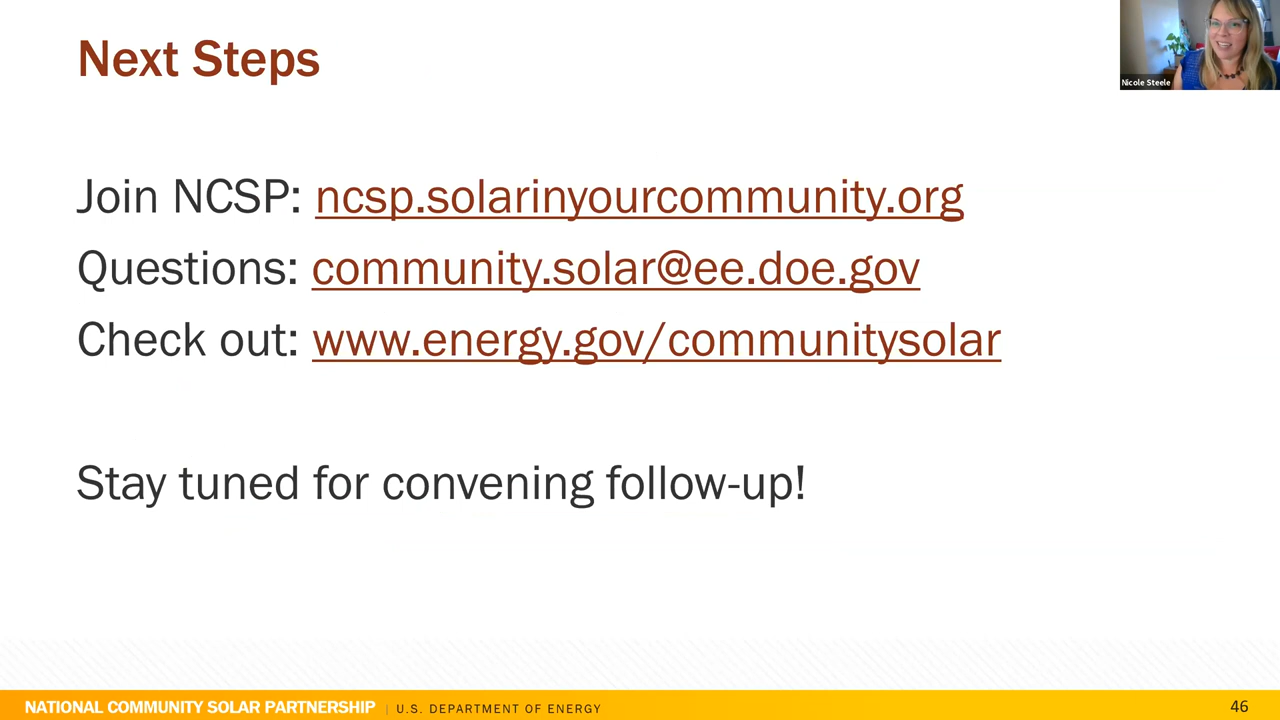 Next Steps
Nicole Steele
Join NCSP: ncsp.solarinyourcommunity.org
Questions: community.solar@ee.doe.gov
Check out: www.energy.gov/communitysolar
Stay tuned for convening follow-up!
NATIONAL COMMUNITY SOLAR PARTNERSHIP | U.S. DEPARTMENT OF ENERGY
46